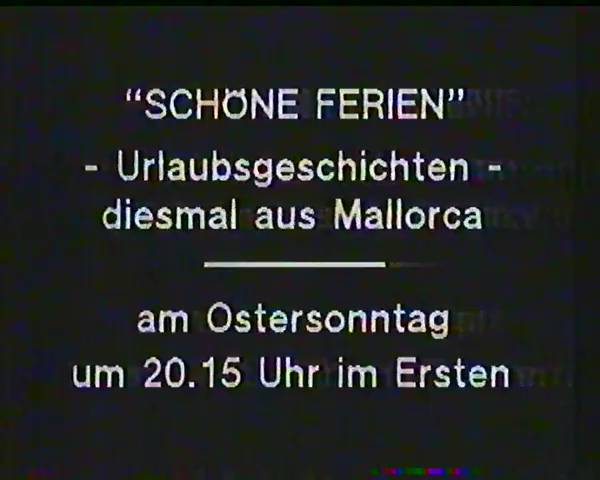 "SCHÖNE FERIEN"
- Urlaubsgeschichten -
diesmal aus Mallorca
am Ostersonntag
um 20.15 Uhr im Ersten